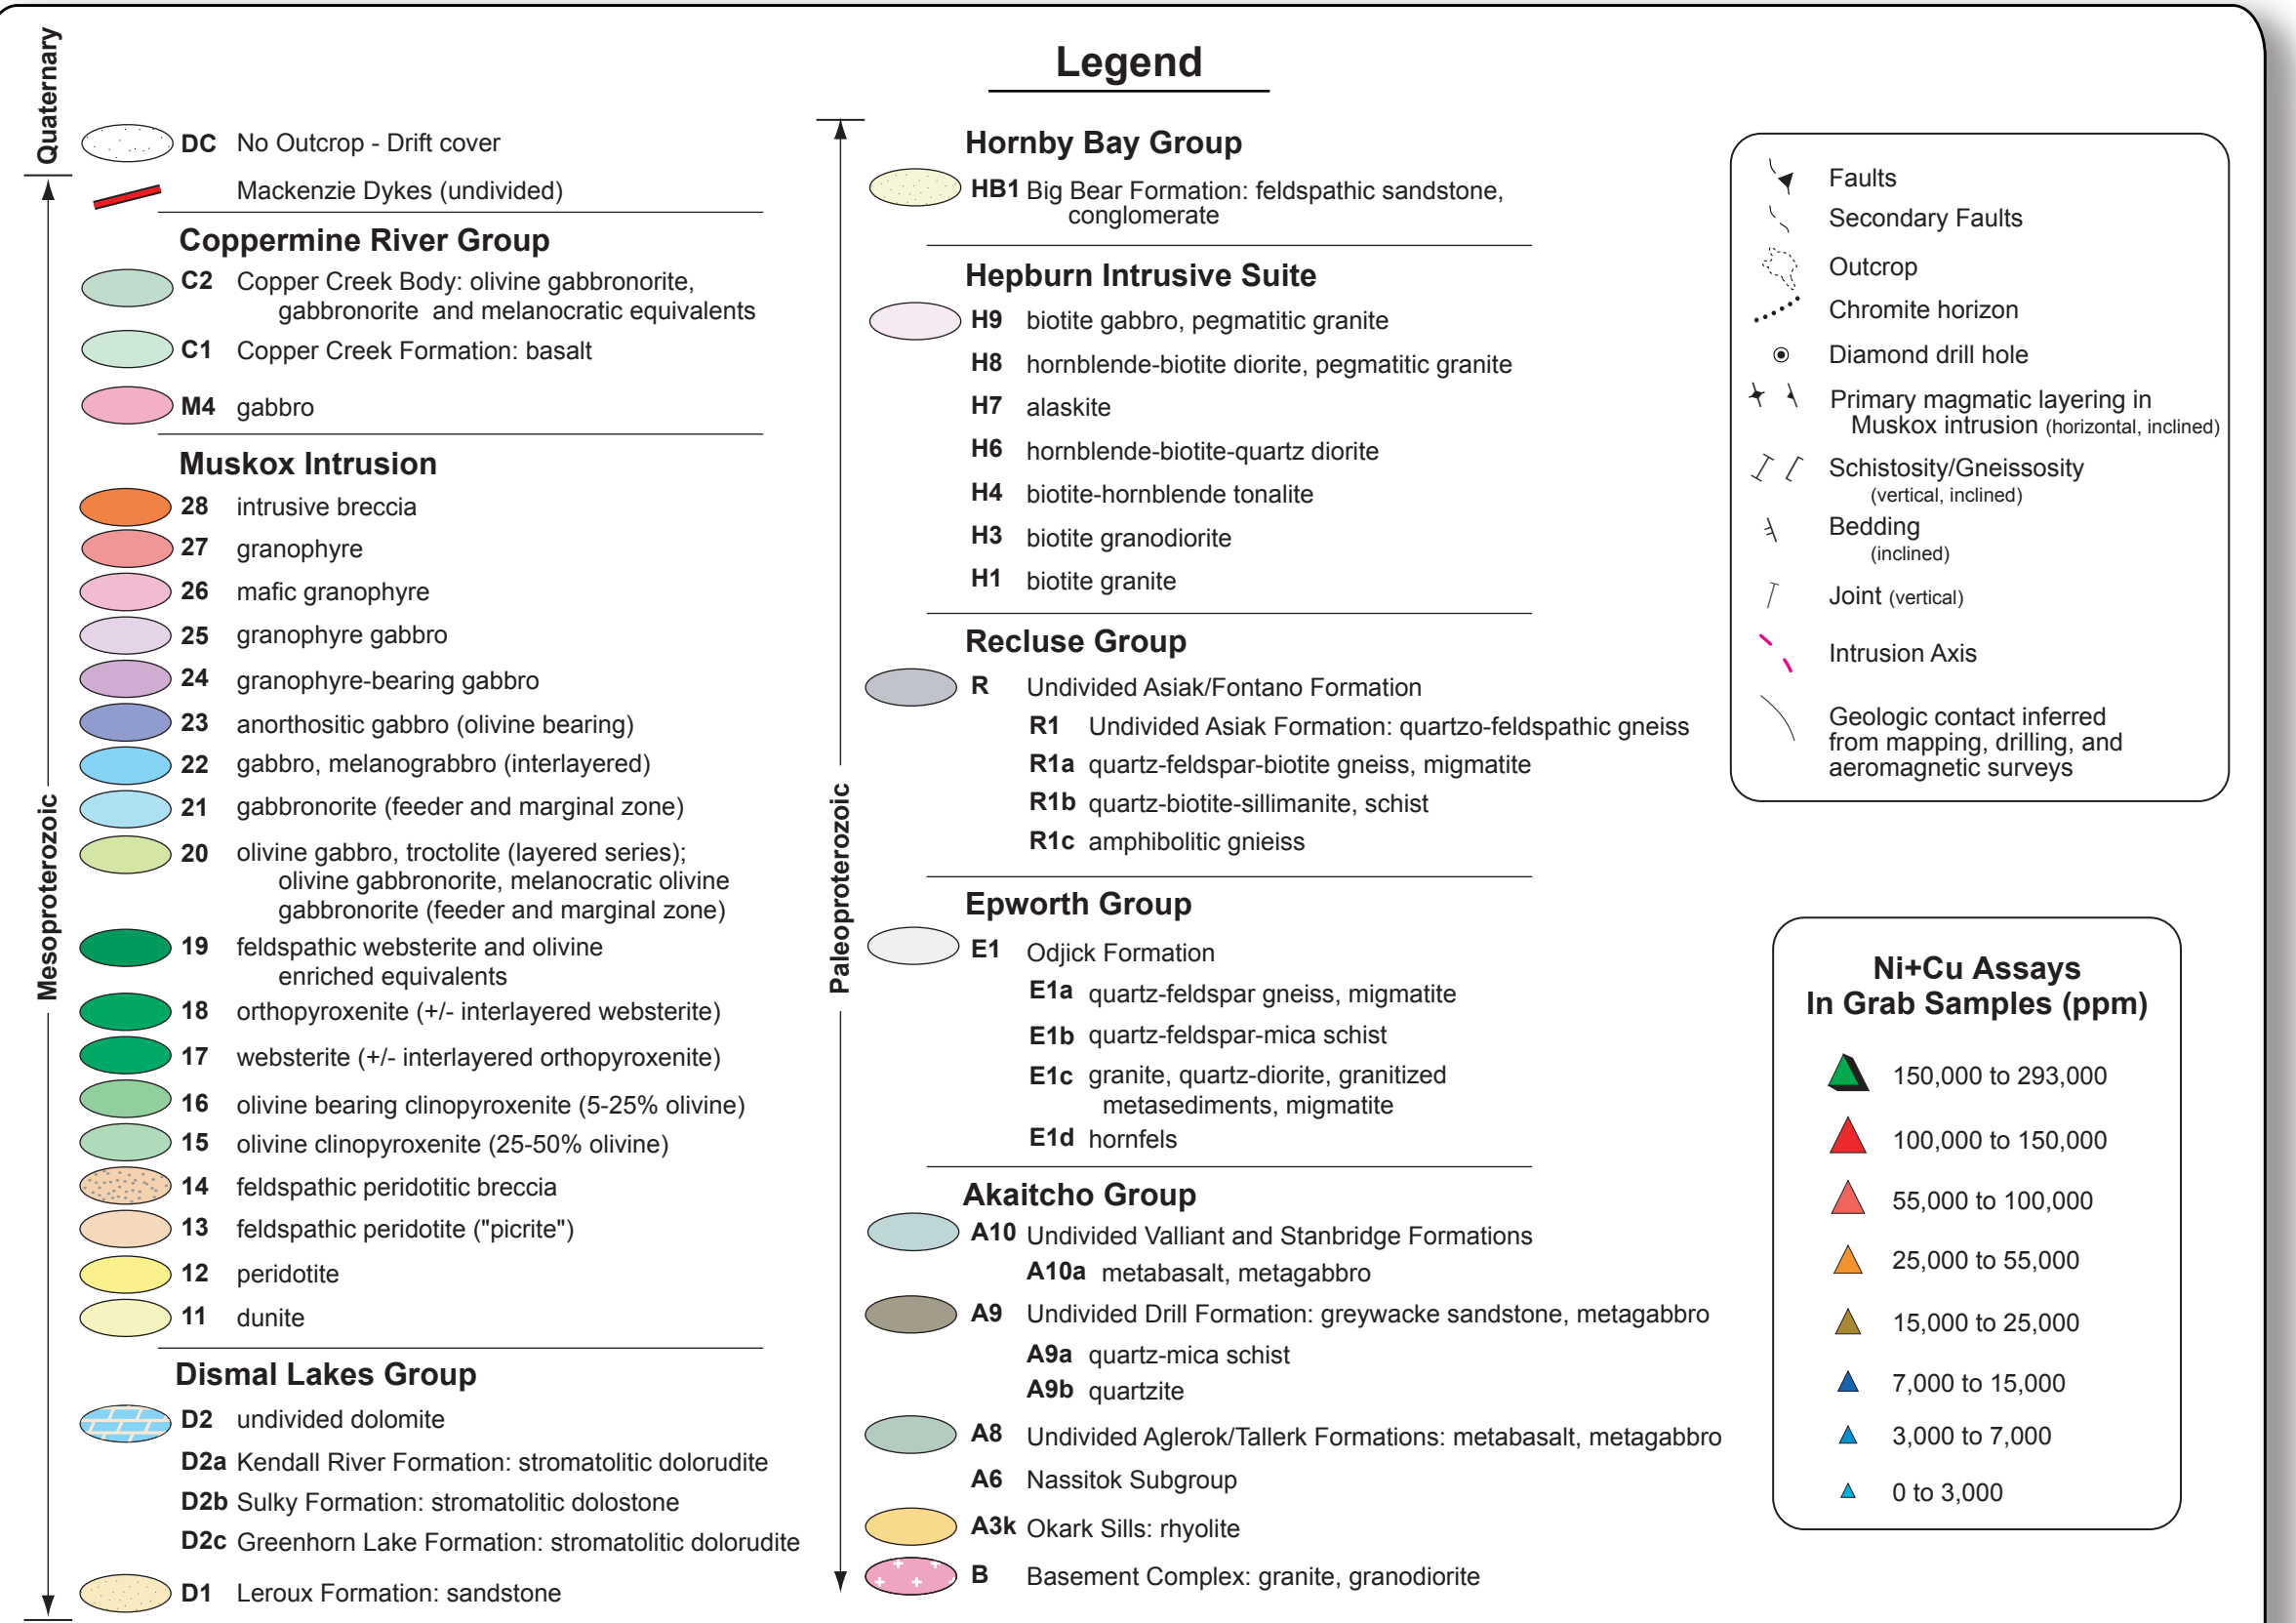 Legend
Quaternary
DC No Outcrop - Drift cover
Mackenzie Dykes (undivided)
Mesoproterozoic
Coppermine River Group
C2 Copper Creek Body: olivine gabbronorite,
gabbronorite and melanocratic equivalents
C1 Copper Creek Formation: basalt
M4 gabbro
Muskox Intrusion
28 intrusive breccia
27 granophyre
26 mafic granophyre
25 granophyre gabbro
24 granophyre-bearing gabbro
23 anorthositic gabbro (olivine bearing)
22 gabbro, melanograbbro (interlayered)
21 gabbronorite (feeder and marginal zone)
20 olivine gabbro, troctolite (layered series);
olivine gabbronorite, melanocratic olivine
gabbronorite (feeder and marginal zone)
19 feldspathic websterite and olivine
enriched equivalents
18 orthopyroxenite (+/- interlayered websterite)
17 websterite (+/- interlayered orthopyroxenite)
16 olivine bearing clinopyroxenite (5-25% olivine)
15 olivine clinopyroxenite (25-50% olivine)
14 feldspathic peridotitic breccia
13 feldspathic peridotite ("picrite")
12 peridotite
11 dunite
Dismal Lakes Group
D2 undivided dolomite
D2a Kendall River Formation: stromatolitic dolorudite
D2b Sulky Formation: stromatolitic dolostone
D2c Greenhorn Lake Formation: stromatolitic dolorudite
D1 Leroux Formation: sandstone
Paleoproterozoic
Hornby Bay Group
HB1 Big Bear Formation: feldspathic sandstone,
conglomerate
Hepburn Intrusive Suite
H9 biotite gabbro, pegmatitic granite
H8 hornblende-biotite diorite, pegmatitic granite
H7 alaskite
H6 hornblende-biotite-quartz diorite
H4 biotite-hornblende tonalite
H3 biotite granodiorite
H1 biotite granite
Recluse Group
R Undivided Asiak/Fontano Formation
R1 Undivided Asiak Formation: quartzo-feldspathic gneiss
R1a quartz-feldspar-biotite gneiss, migmatite
R1b quartz-biotite-sillimanite, schist
R1c amphibolitic gnieiss
Epworth Group
E1 Odjick Formation
E1a quartz-feldspar gneiss, migmatite
E1b quartz-feldspar-mica schist
E1c granite, quartz-diorite, granitized
metasediments, migmatite
E1d hornfels
Akaitcho Group
A10 Undivided Valliant and Stanbridge Formations
A10a metabasalt, metagabbro
A9 Undivided Drill Formation: greywacke sandstone, metagabbro
A9a quartz-mica schist
A9b quartzite
A8 Undivided Aglerok/Tallerk Formations: metabasalt, metagabbro
A6 Nassitok Subgroup
A3k Okark Sills: rhyolite
B Basement Complex: granite, granodiorite
Faults
Secondary Faults
Outcrop
Chromite horizon
Diamond drill hole
Primary magmatic layering in
Muskox intrusion (horizontal, inclined)
Schistosity/Gneissosity
(vertical, inclined)
Bedding
(inclined)
Joint (vertical)
Intrusion Axis
Geologic contact inferred
from mapping, drilling, and
aeromagnetic surveys
Ni+Cu Assays
In Grab Samples (ppm)
150,000 to 293,000
100,000 to 150,000
55,000 to 100,000
25,000 to 55,000
15,000 to 25,000
7,000 to 15,000
3,000 to 7,000
0 to 3,000